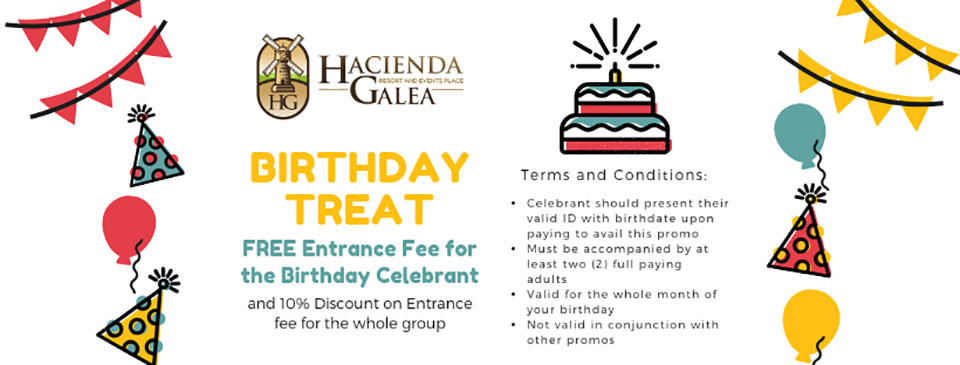 HACIENDA
RESORT AND EVENTS PLACE
GALEA
HG
BIRTHDAY
TREAT
FREE Entrance Fee for
the Birthday Celebrant
and 10% Discount on Entrance
fee for the whole group
Terms and Conditions:
• Celebrant should present their
valid ID with birthdate upon
paying to avail this promo
• Must be accompanied by at
least two (2) full paying
adults
• Valid for the whole month of
your birthday
• Not valid in conjunction with
other promos